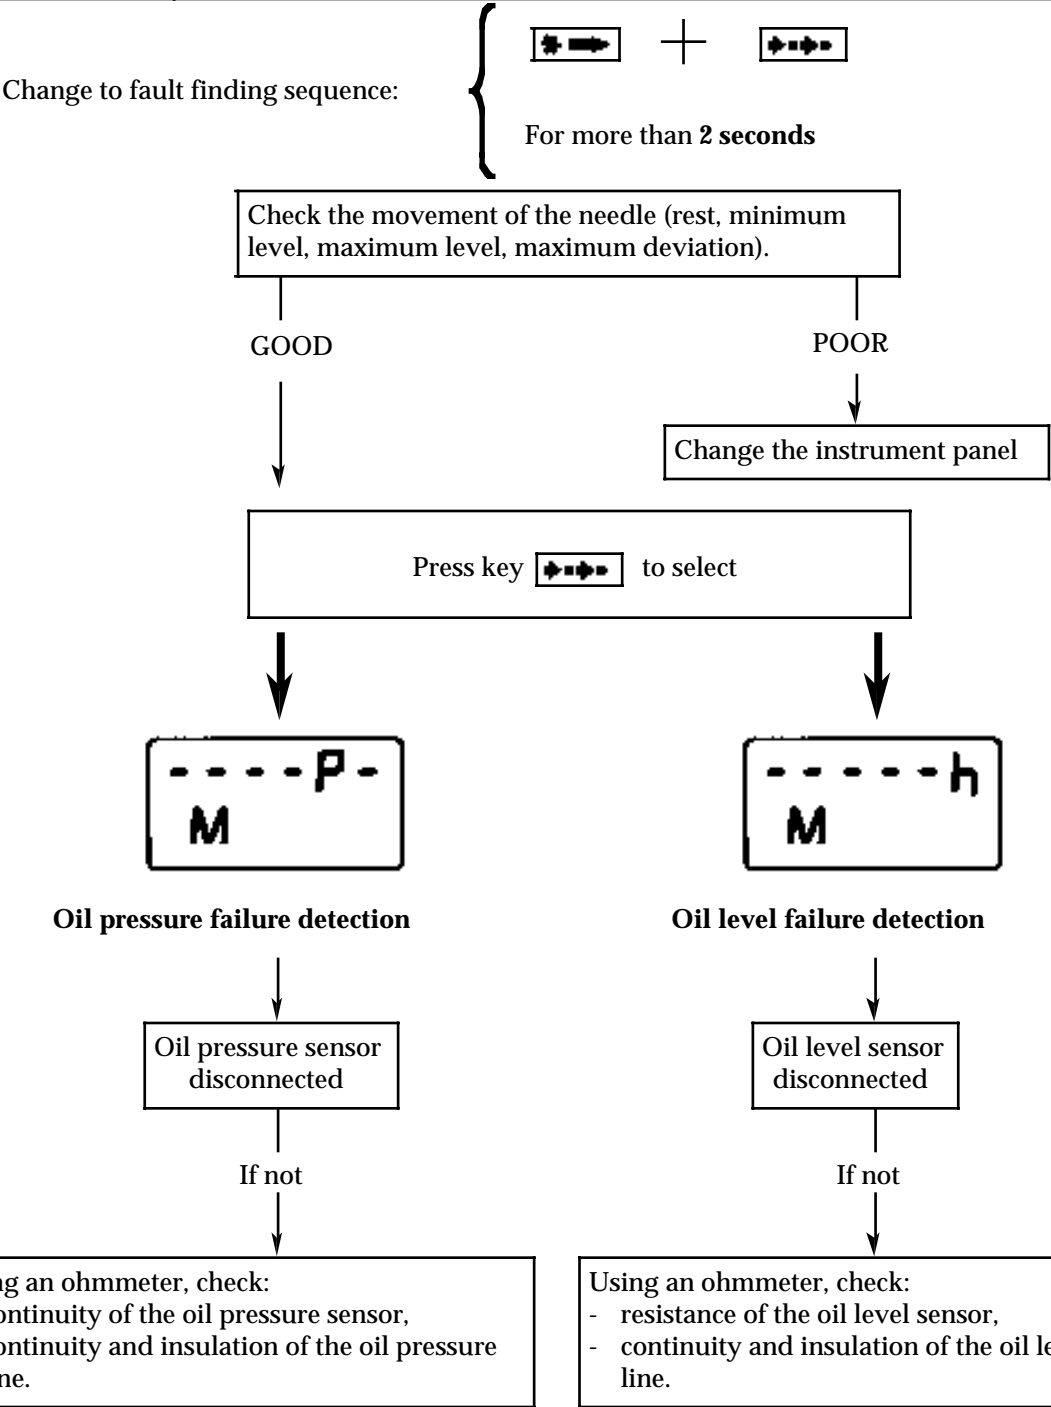 Change to fault finding sequence:
For more than 2 seconds
Check the movement of the needle (rest, minimum
level, maximum level, maximum deviation).
GOOD
POOR
Change the instrument panel
Press key to select
- - - - P -
M
- - - - - h
M
Oil pressure failure detection
Oil level failure detection
Oil pressure sensor
disconnected
Oil level sensor
disconnected
If not
If not
an ohmmeter, check:
of the oil pressure sensor,
and insulation of the oil pressure
Using an ohmmeter, check:
- resistance of the oil level sensor,
- continuity and insulation of the oil
line.